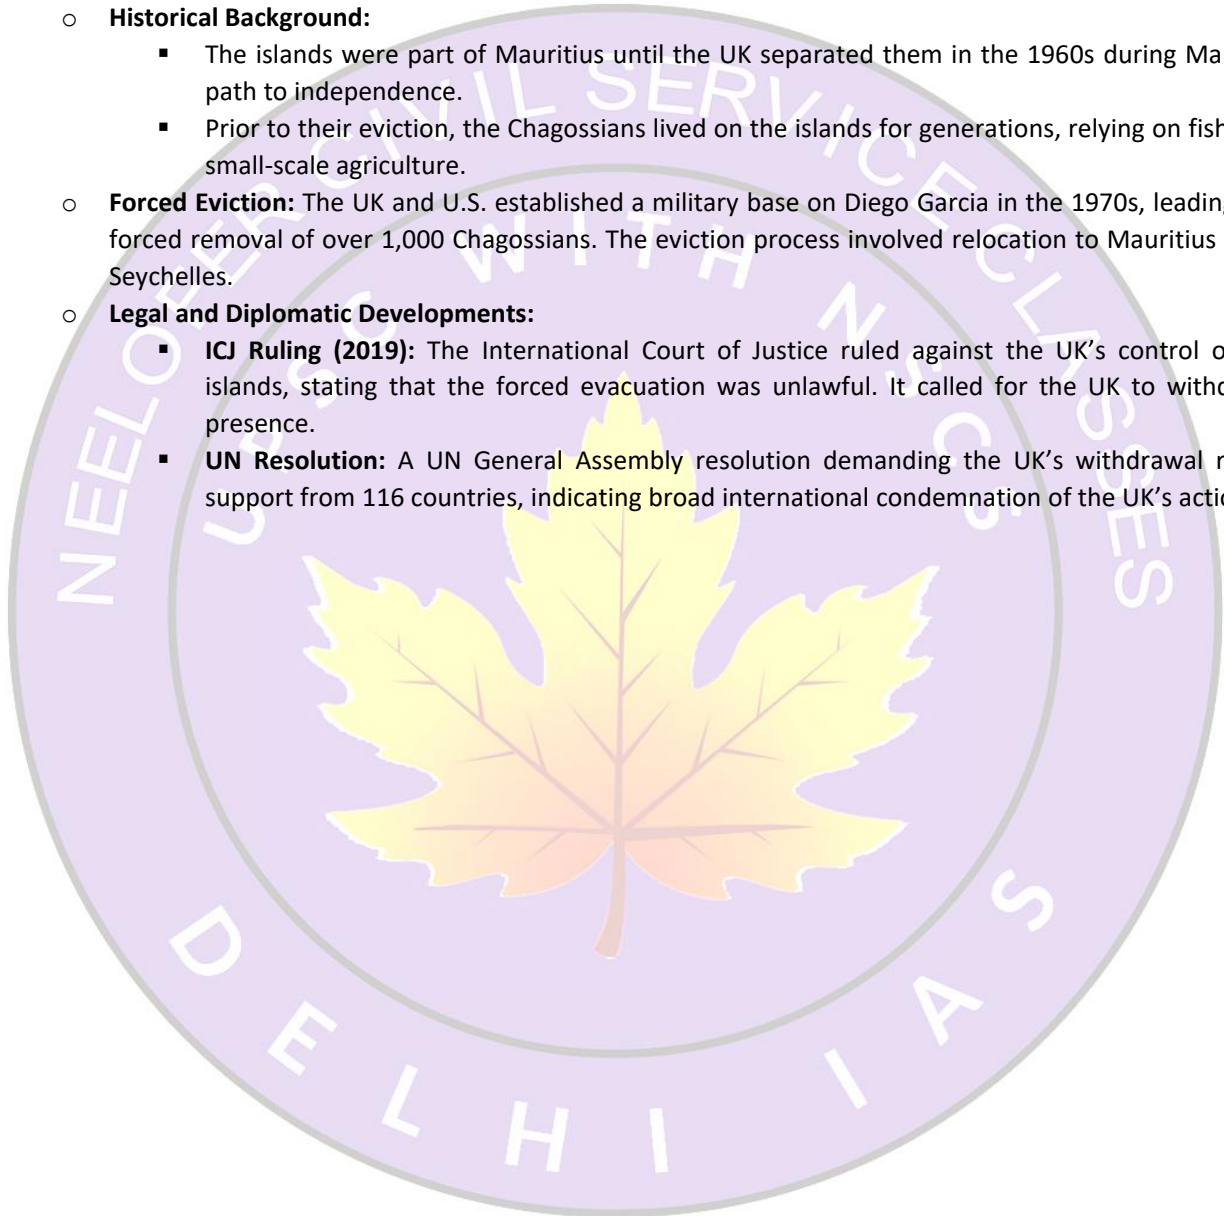 o Historical Background:
▪ The islands were part of Mauritius until the UK separated them in the 1960s during Ma
path to independence.
▪ Prior to their eviction, the Chagossians lived on the islands for generations, relying on fish
small-scale agriculture.
o Forced Eviction: The UK and U.S. established a military base on Diego Garcia in the 1970s, leading
forced removal of over 1,000 Chagossians. The eviction process involved relocation to Mauritius
Seychelles.
o Legal and Diplomatic Developments:
▪ ICJ Ruling (2019): The International Court of Justice ruled against the UK’s control o
islands, stating that the forced evacuation was unlawful. It called for the UK to withd
presence.
▪ UN Resolution: A UN General Assembly resolution demanding the UK’s withdrawal r
support from 116 countries, indicating broad international condemnation of the UK’s actio
NEELOFER CIVIL SERVICE CLASSES
UPSC WITH NSCS
DELHI IAS